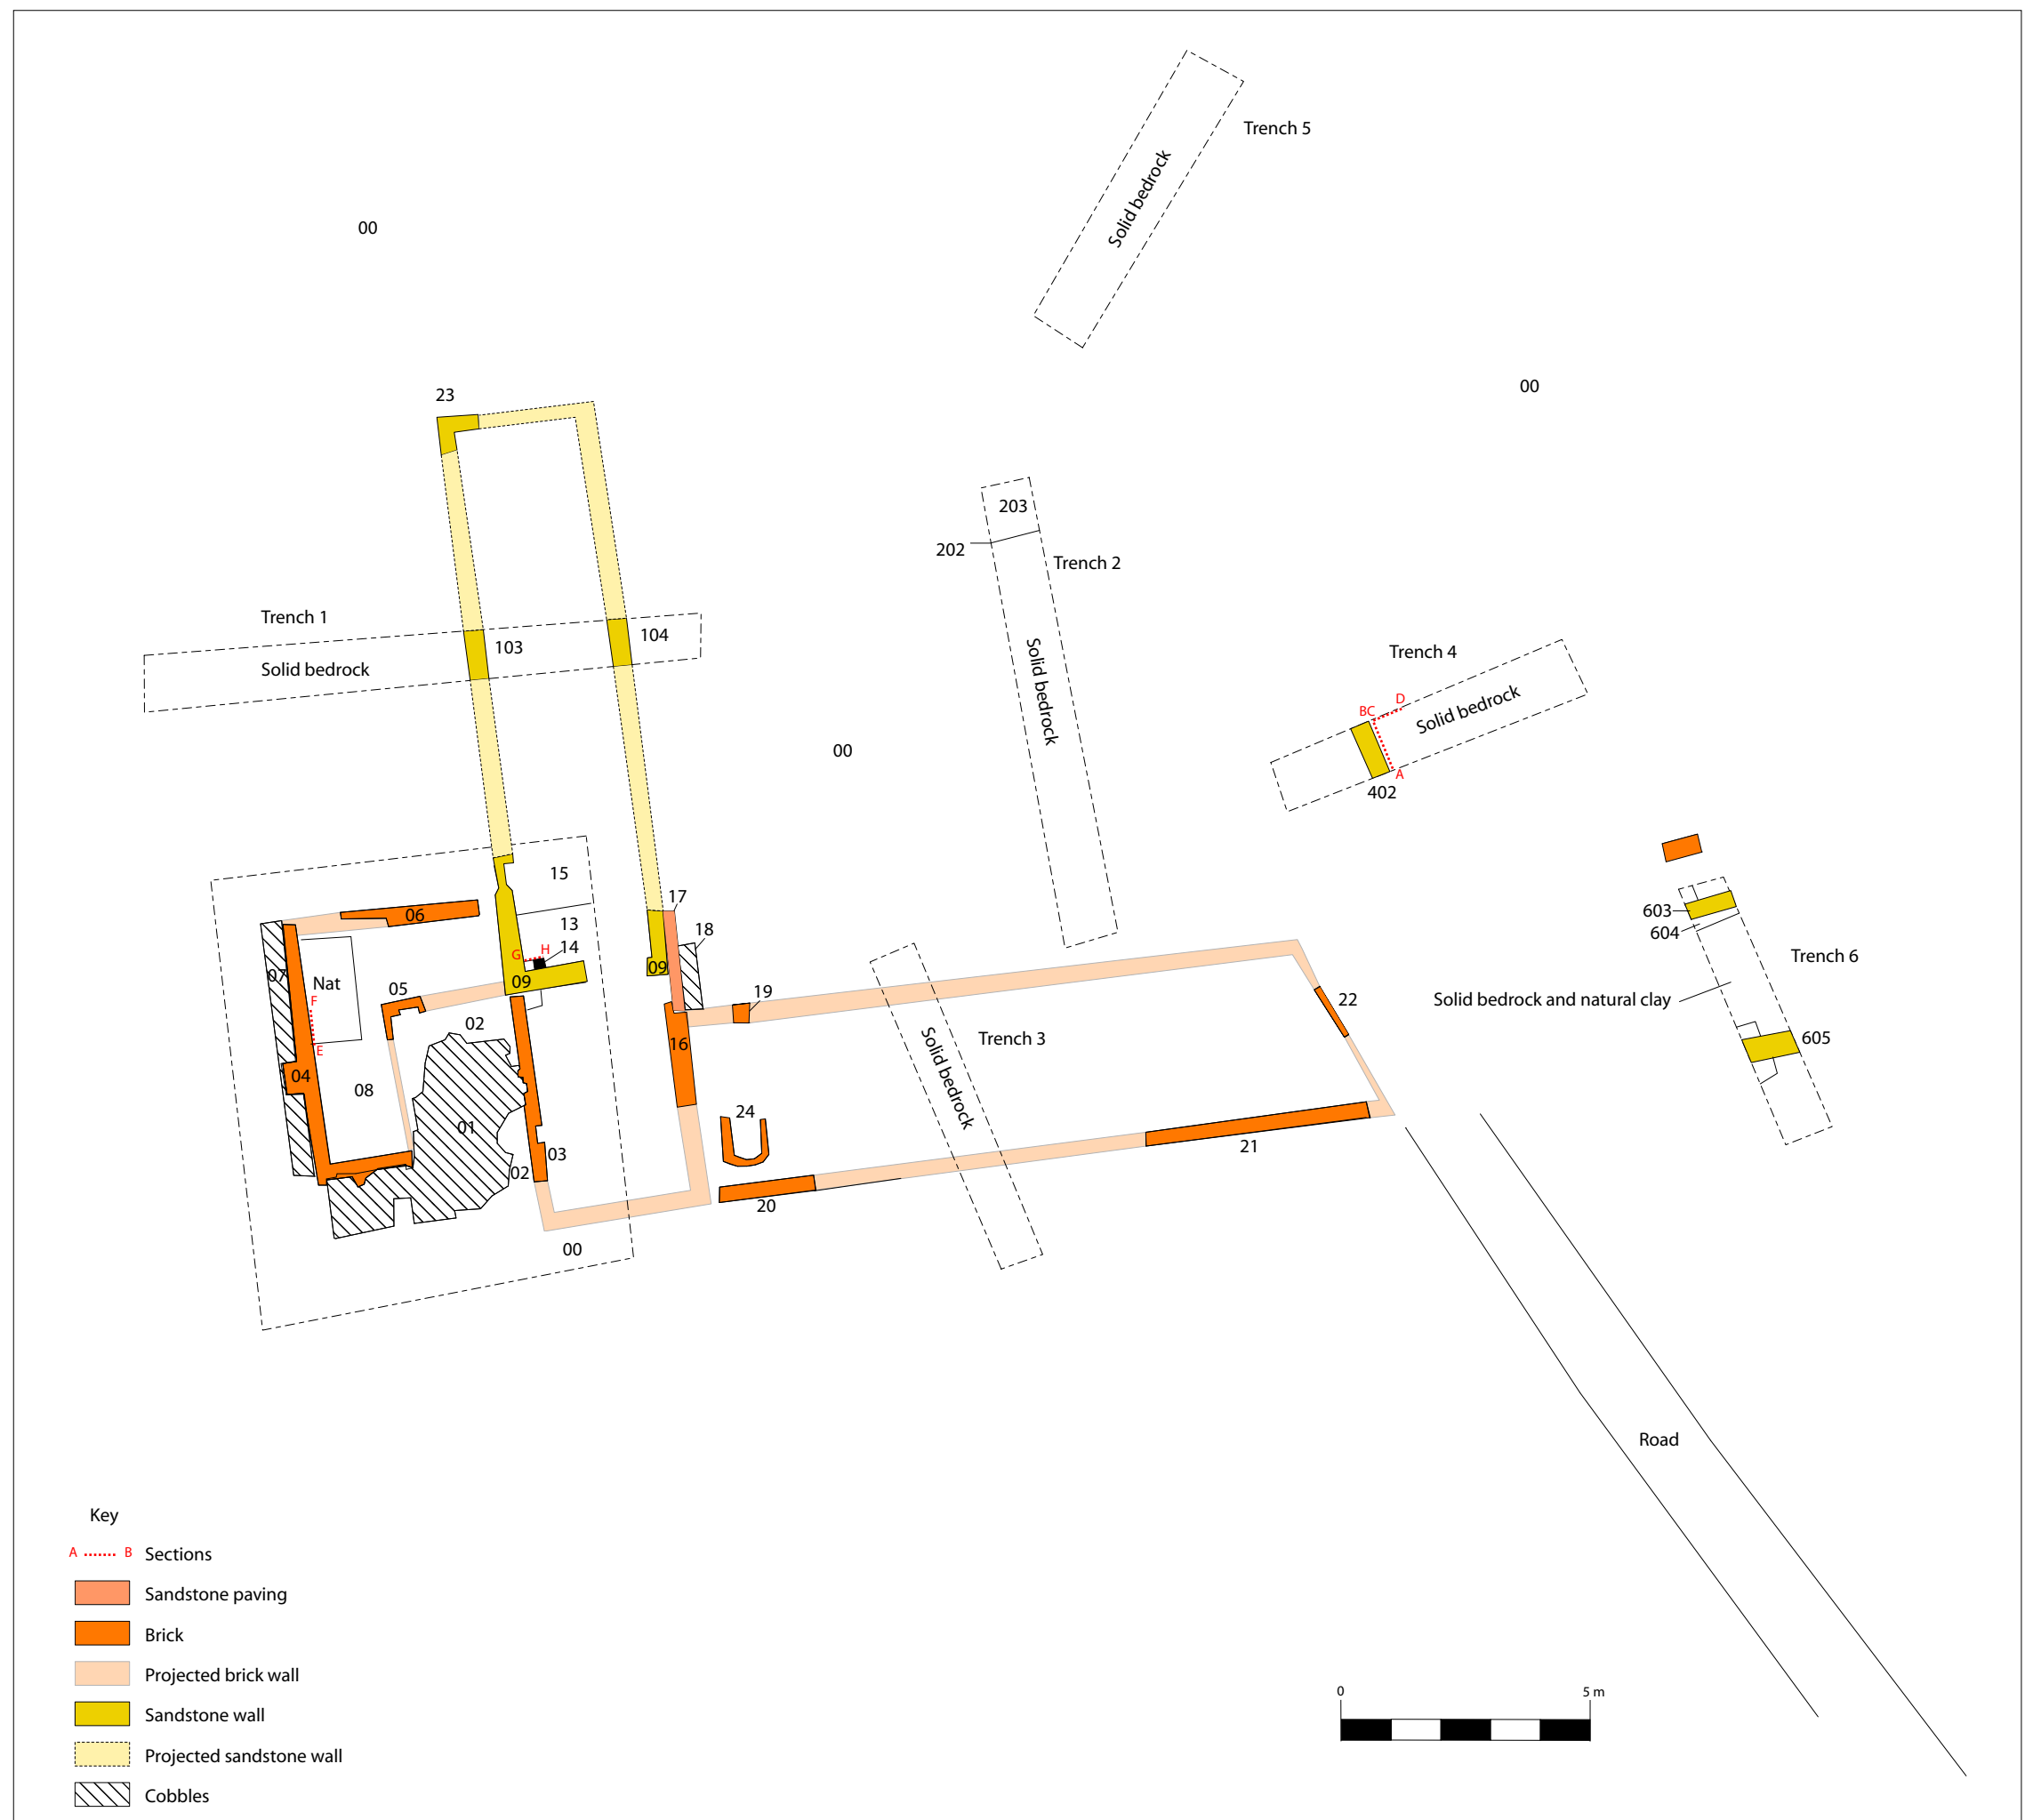 Trench 5
Solid bedrock
00
00
23
203
202
Trench 2
Trench 1
103
104
Solid bedrock
Solid bedrock
Trench 4
D
BC
Solid bedrock
A
402
00
15
17
06
13
18
14
G
H
603
604
Trench 6
07
Nat
09
09
05
19
22
Solid bedrock and natural clay
F
02
E
16
Solid bedrock
Trench 3
605
04
08
24
01
21
03
02
20
00
Road
Key
A B Sections
Sandstone paving
Brick
Projected brick wall
Sandstone wall
Projected sandstone wall
Cobbles
0 5 m